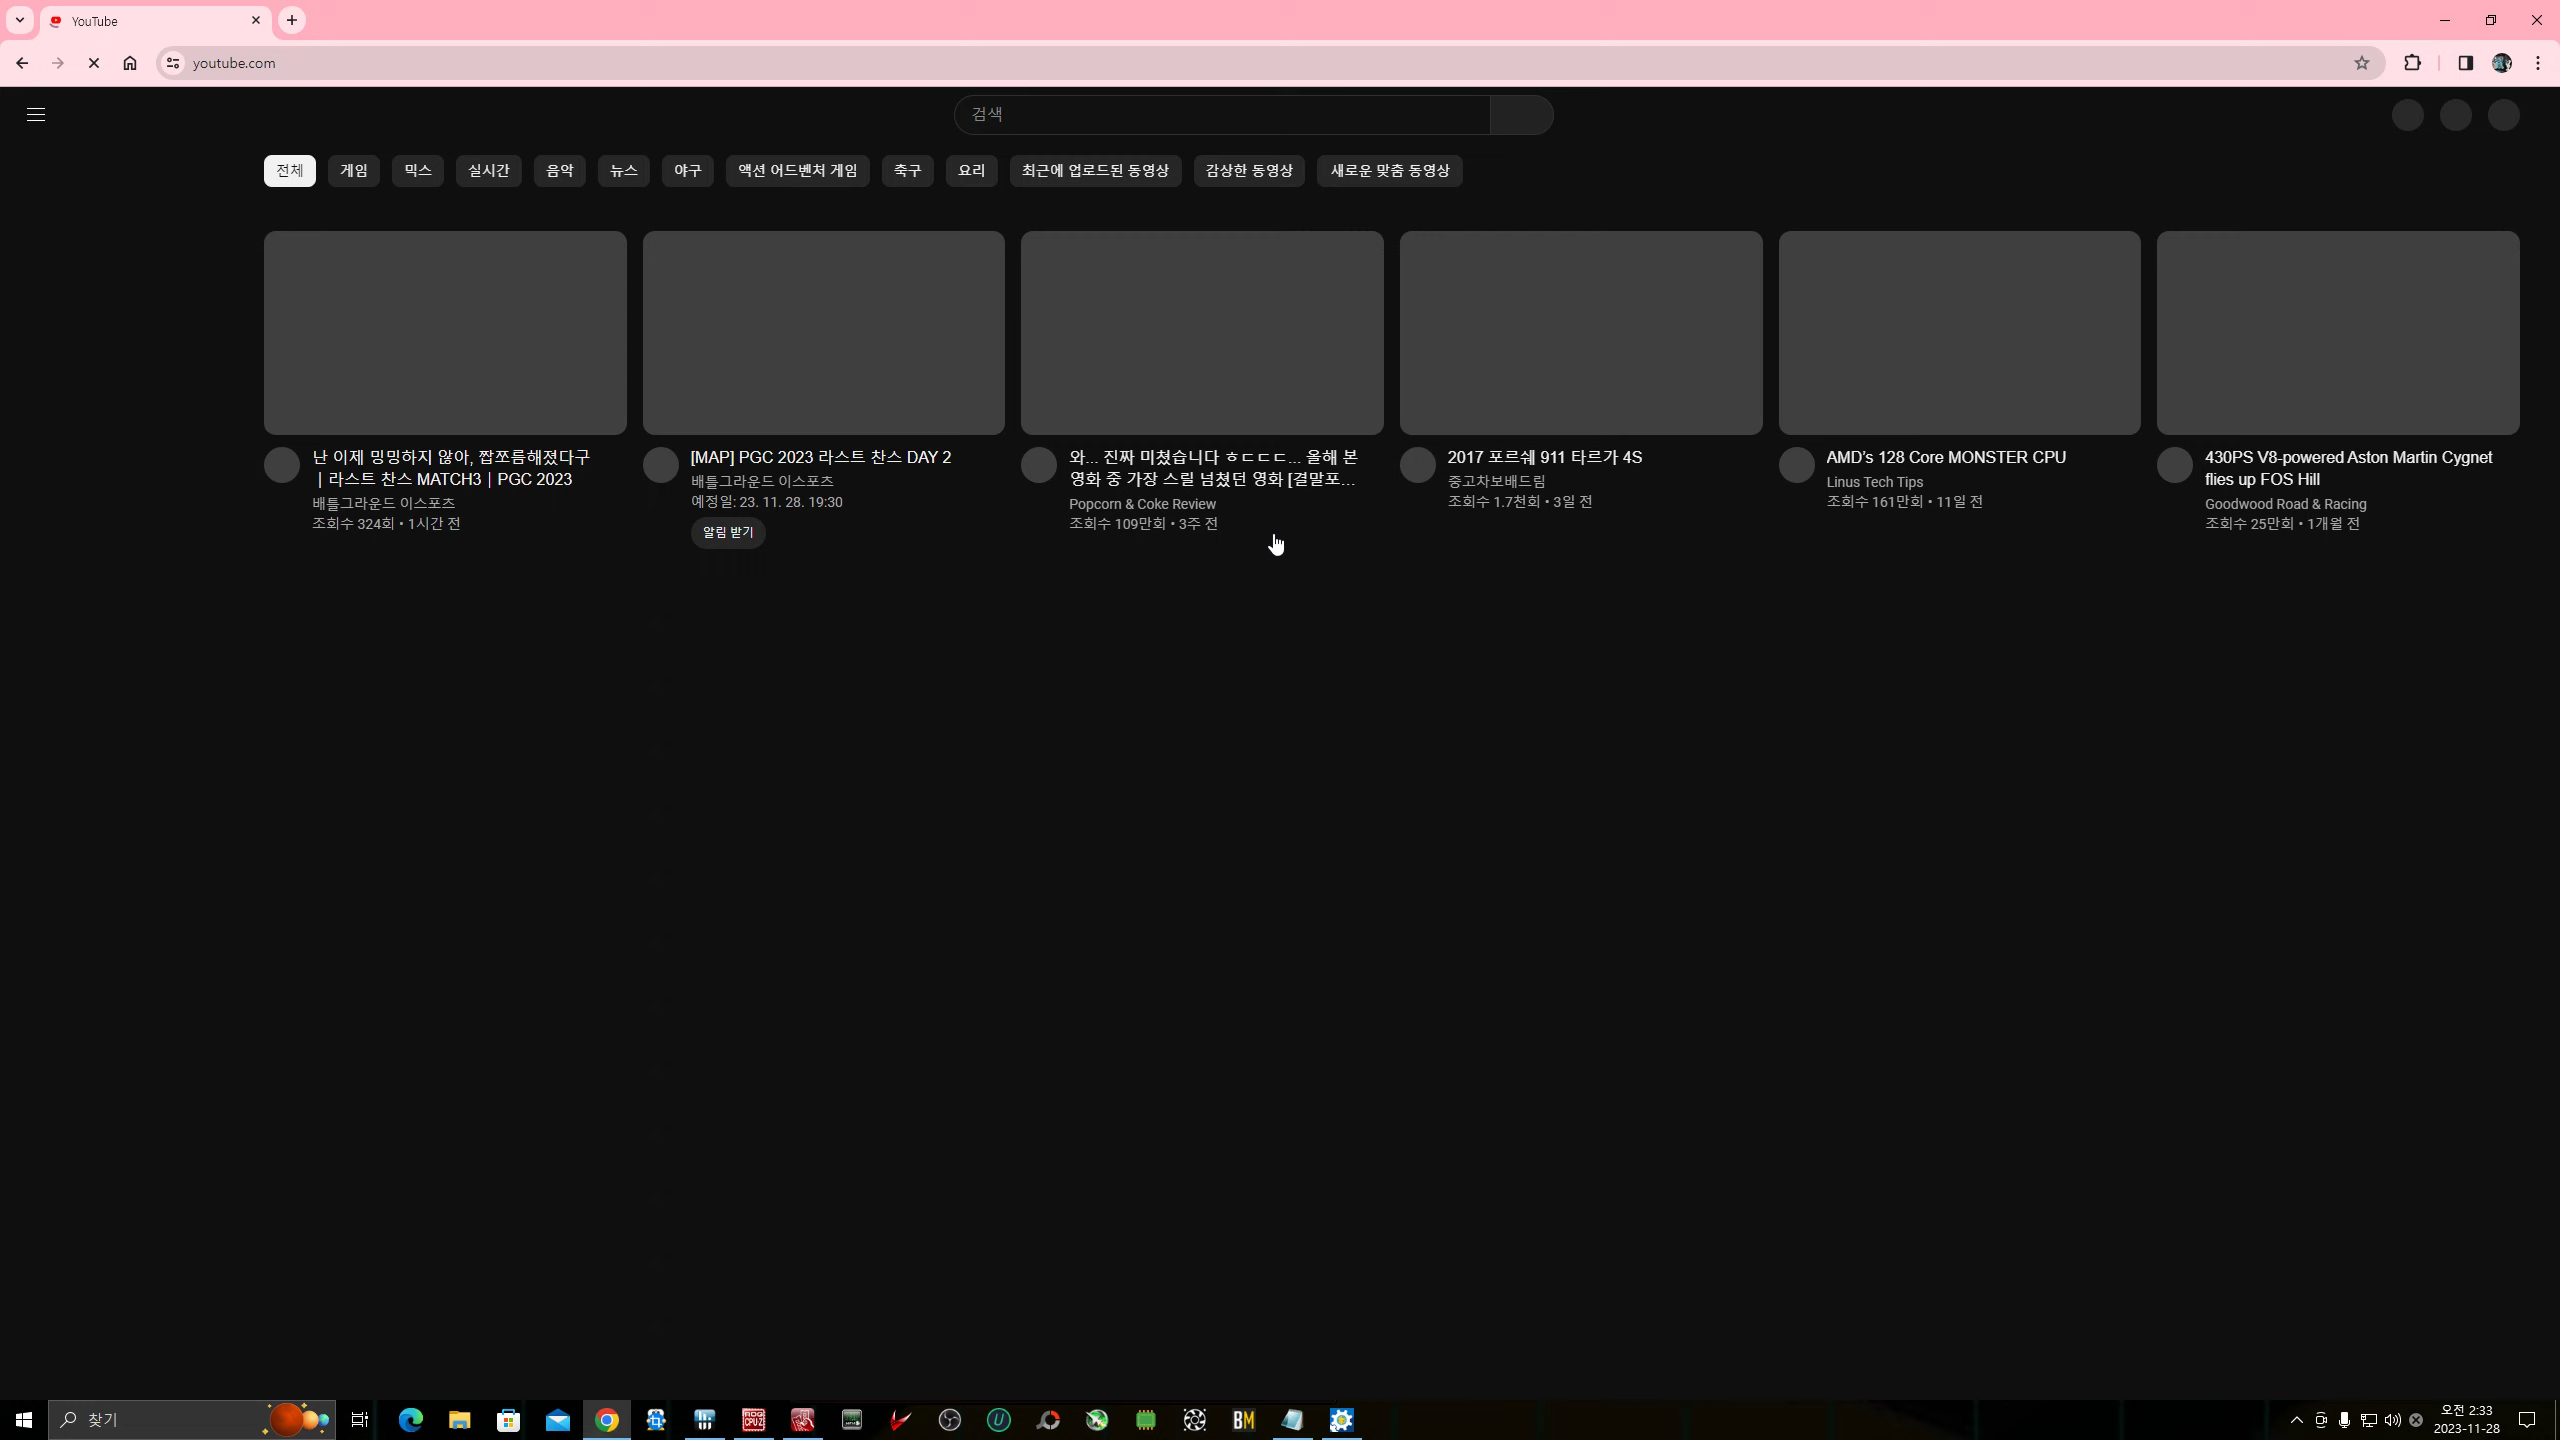 YouTube
youtube.com
검색
전체 게임 믹스 실시간 음악 뉴스 야구 액션 어드벤처 게임 축구 요리 최근에 업로드된 동영상 감상한 동영상 새로운 맞춤 동영상
난 이제 밍밍하지 않아, 짭쪼름해졌다구
| 라스트 찬스 MATCH3 | PGC 2023
배틀그라운드 이스포츠
조회수 324회 • 1시간 전
[MAP] PGC 2023 라스트 찬스 DAY 2
배틀그라운드 이스포츠
예정일: 23. 11. 28. 19:30
알림 받기
와... 진짜 미쳤습니다 ㅎㄷㄷㄷ... 올해 본
영화 중 가장 스릴 넘쳤던 영화 [결말포...
Popcorn & Coke Review
조회수 109만회 • 3주 전
2017 포르쉐 911 타르가 4S
중고차보배드림
조회수 1.7천회 • 3일 전
AMD's 128 Core MONSTER CPU
Linus Tech Tips
조회수 161만회 • 11일 전
430PS V8-powered Aston Martin Cygnet
flies up FOS Hill
Goodwood Road & Racing
조회수 25만회 • 1개월 전
찾기
CPUZ
BM
오전 2:33
2023-11-28